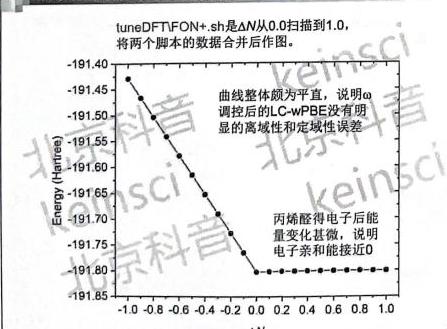 tuneDFT\FON+.sh是ΔN从0.0扫描到1.0，
将两个脚本的数据合并后作图。
-191.40
-191.45
-191.50
-191.55
-191.60
-191.65
-191.70
-191.75
-191.80
-191.85
Energy (Hartree)
曲线整体颇为平直，说明ω
调控后的LC-wPBE没有明
显的离域性和定域性误差
丙烯醛得电子后能
量变化甚微，说明
电子亲和能接近0
-1.0 -0.8 -0.6 -0.4 -0.2 0.0 0.2 0.4 0.6 0.8 1.0
北京科音
keinsci
北京科音
keinsci
北京科音
keinsci